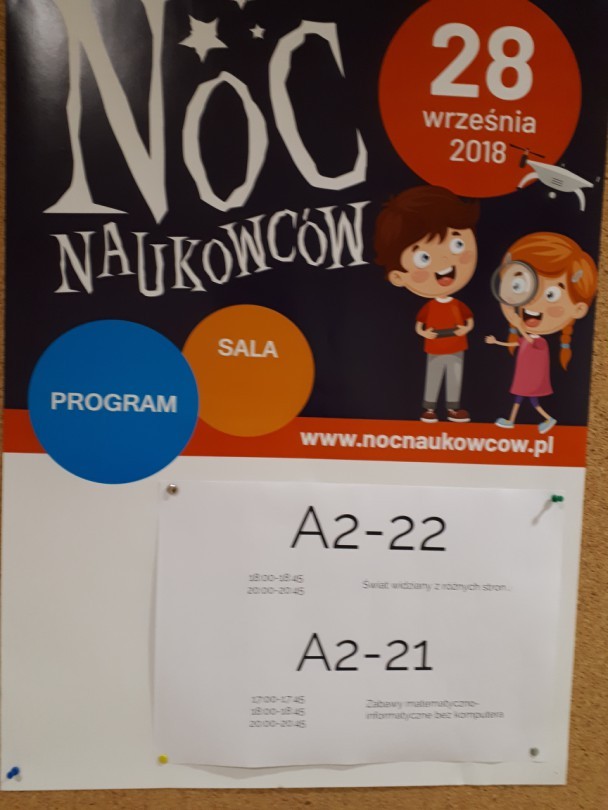 NOC
NAUKOWCÓW
28
września
2018
PROGRAM
SALA
www.nocnaukowcow.pl
A2-22
18:00-18:45
20:00-20:45
Świat widziany z różnych stron...
A2-21
17:00-17:45
18:00-18:45
20:00-20:45
Zabawy matematyczno-
informatyczne bez komputera